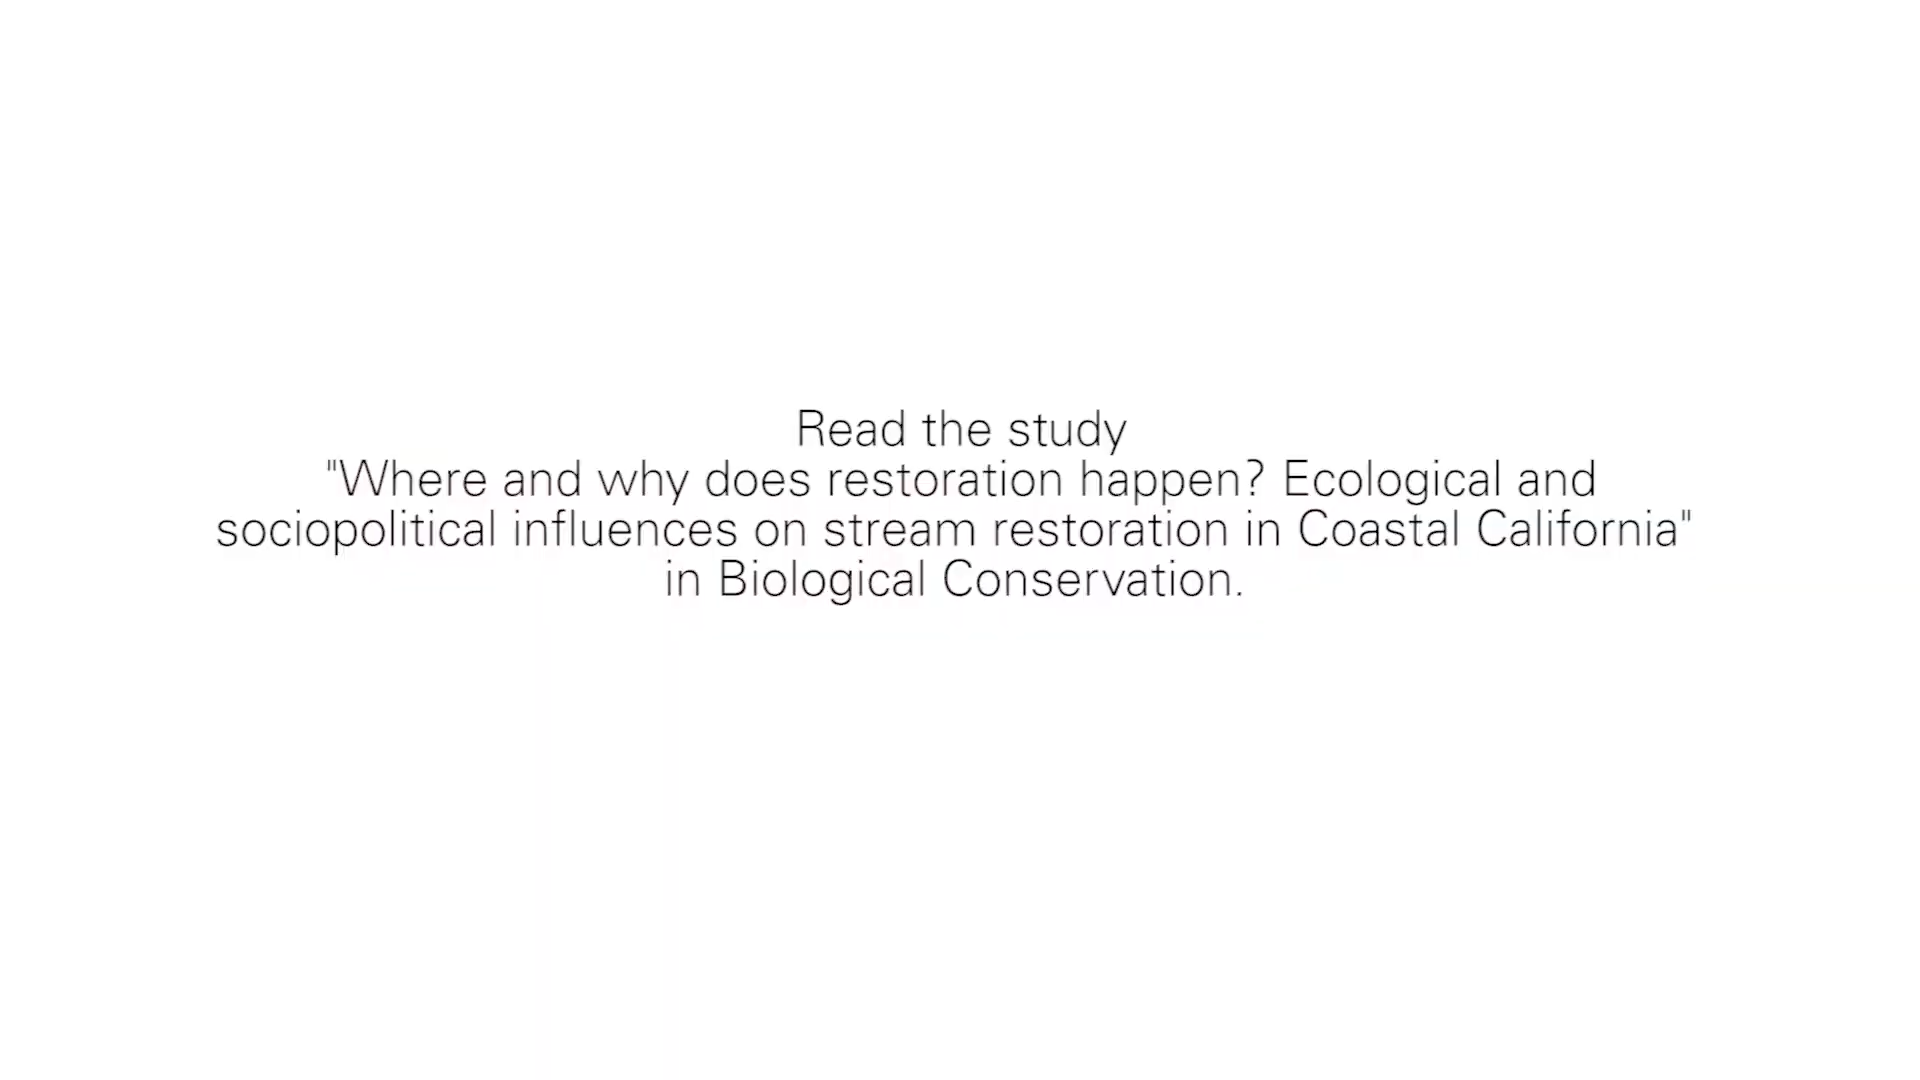 Read the study
"Where and why does restoration happen? Ecological and
sociopolitical influences on stream restoration in Coastal California"
in Biological Conservation.